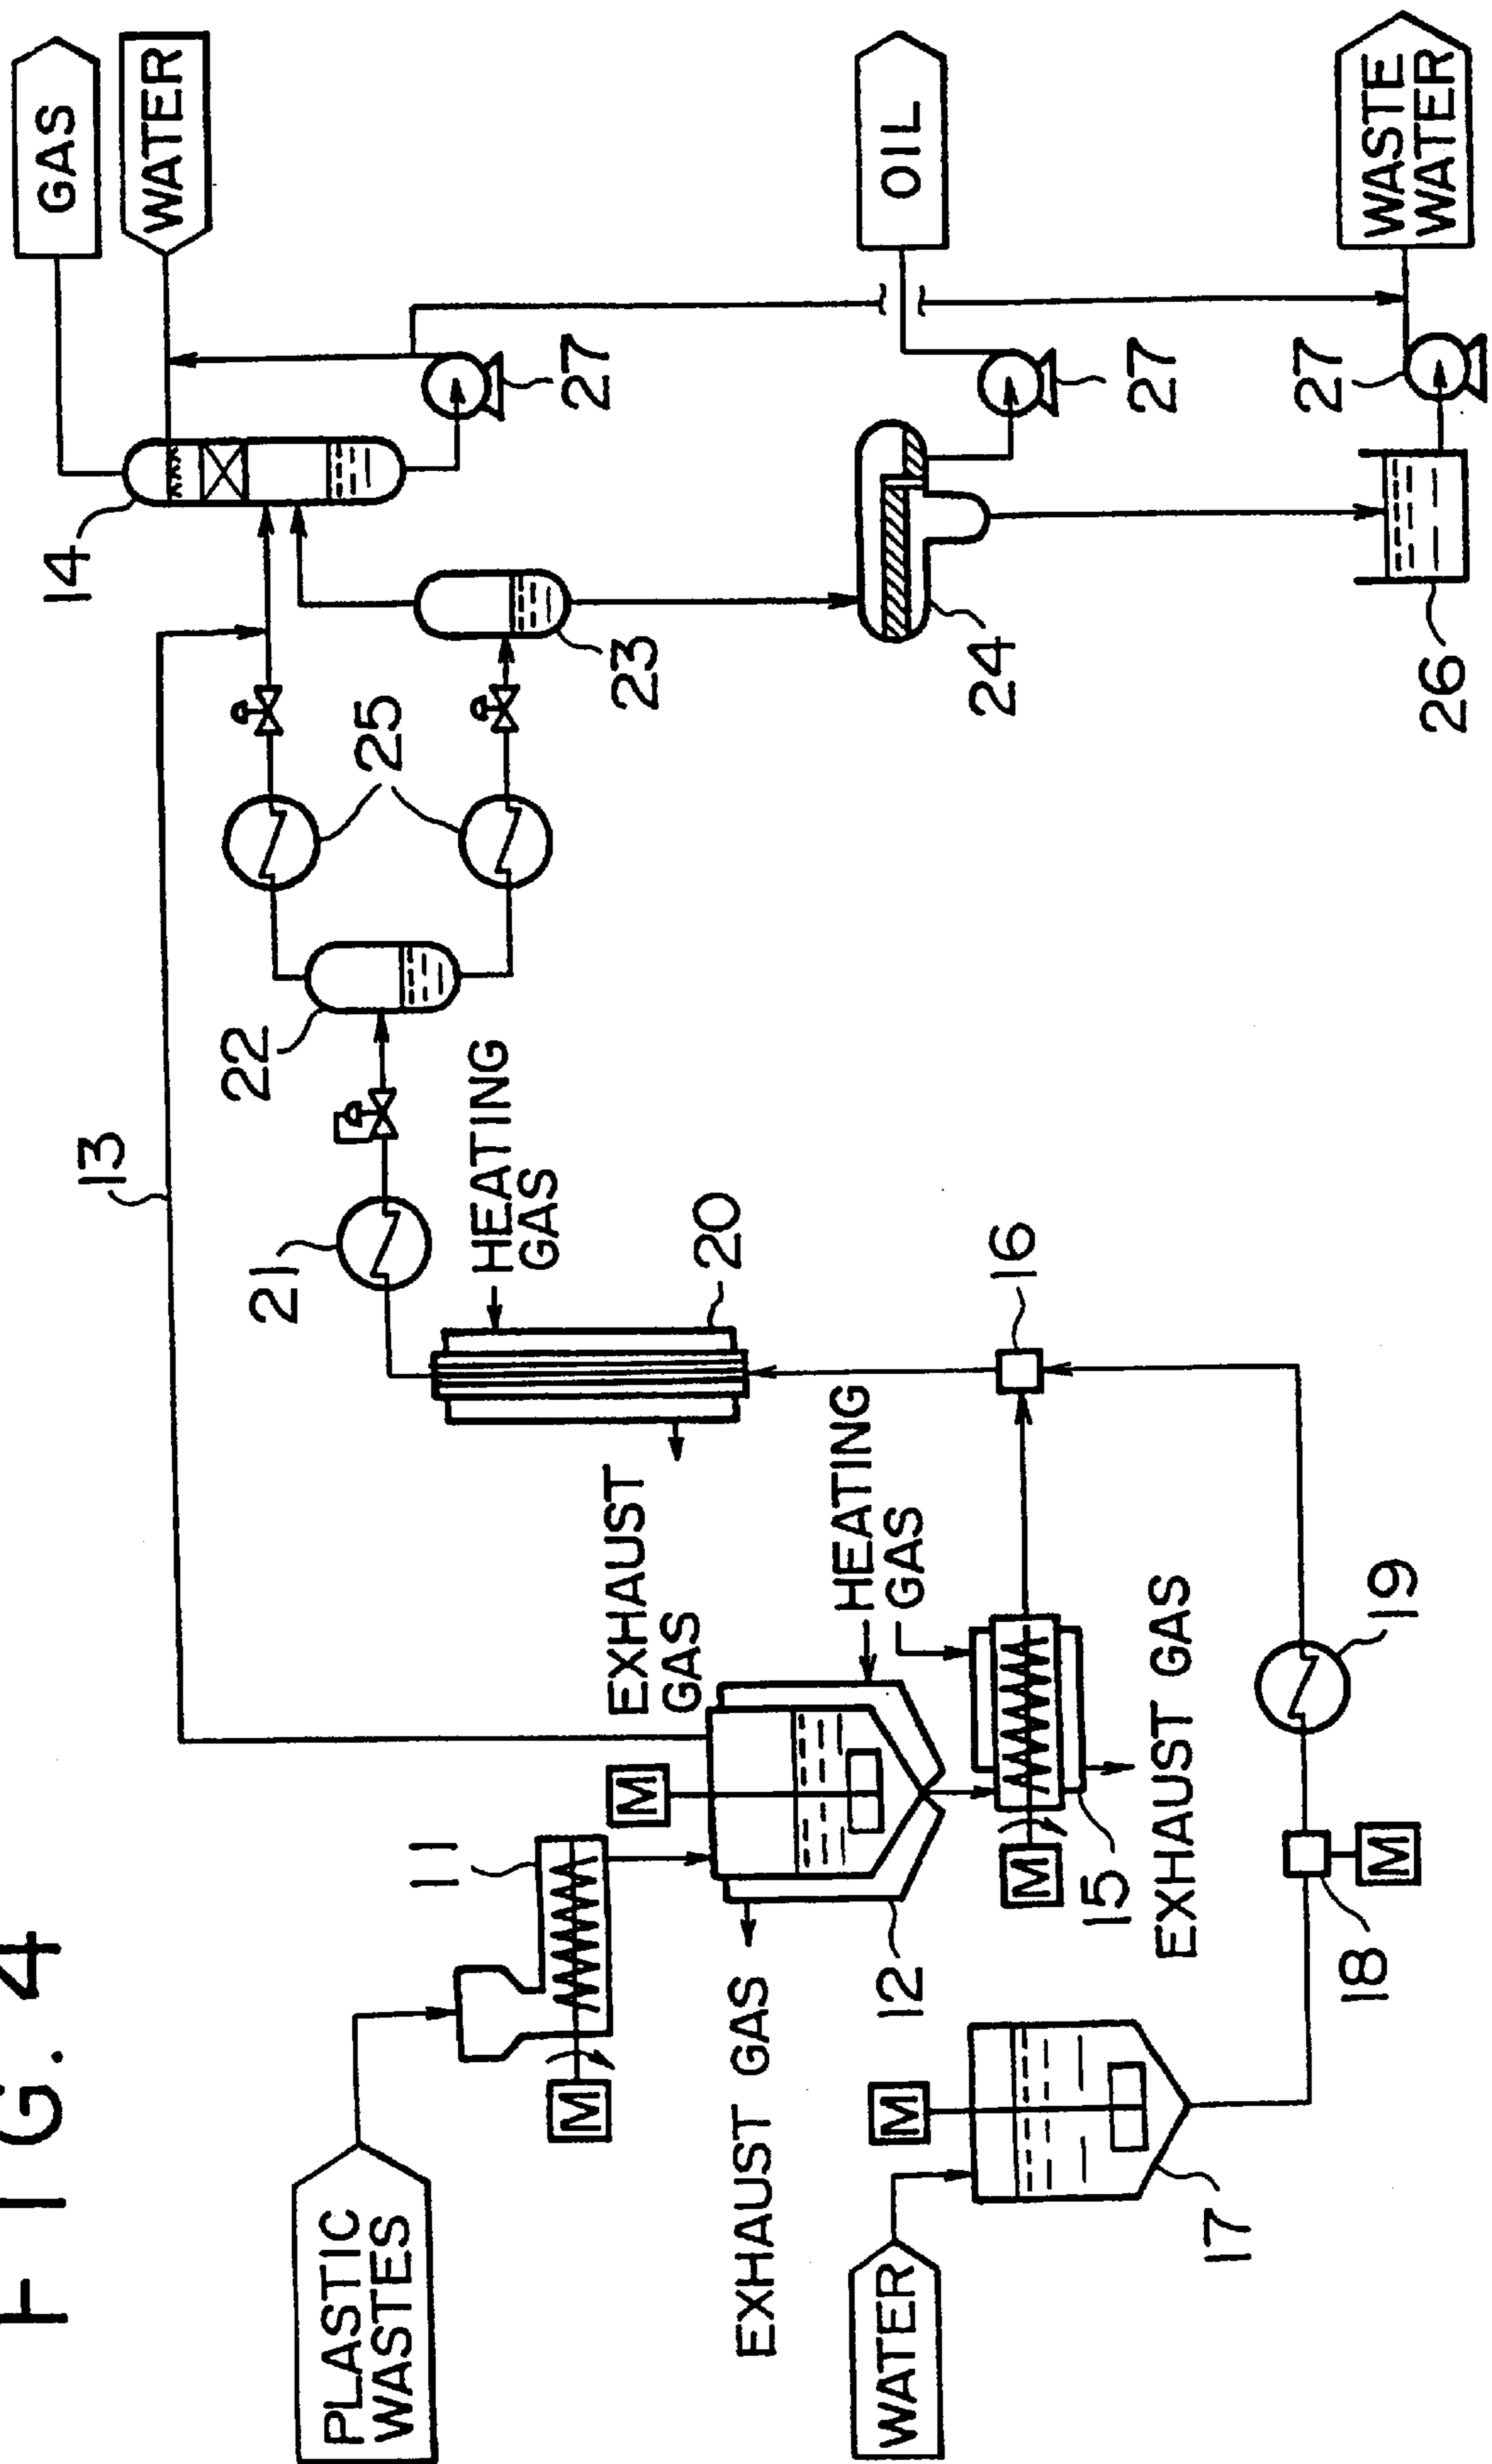 FIG. 4
PLASTIC
WASTES
11
M
M
13
EXHAUST GAS
12
HEATING
GAS
M
15
EXHAUST GAS
WATER
M
17
18
M
19
16
EXHAUST
GAS
20
HEATING
GAS
21
22
25
23
14
GAS
WATER
27
24
27
OIL
26
27
WASTE
WATER